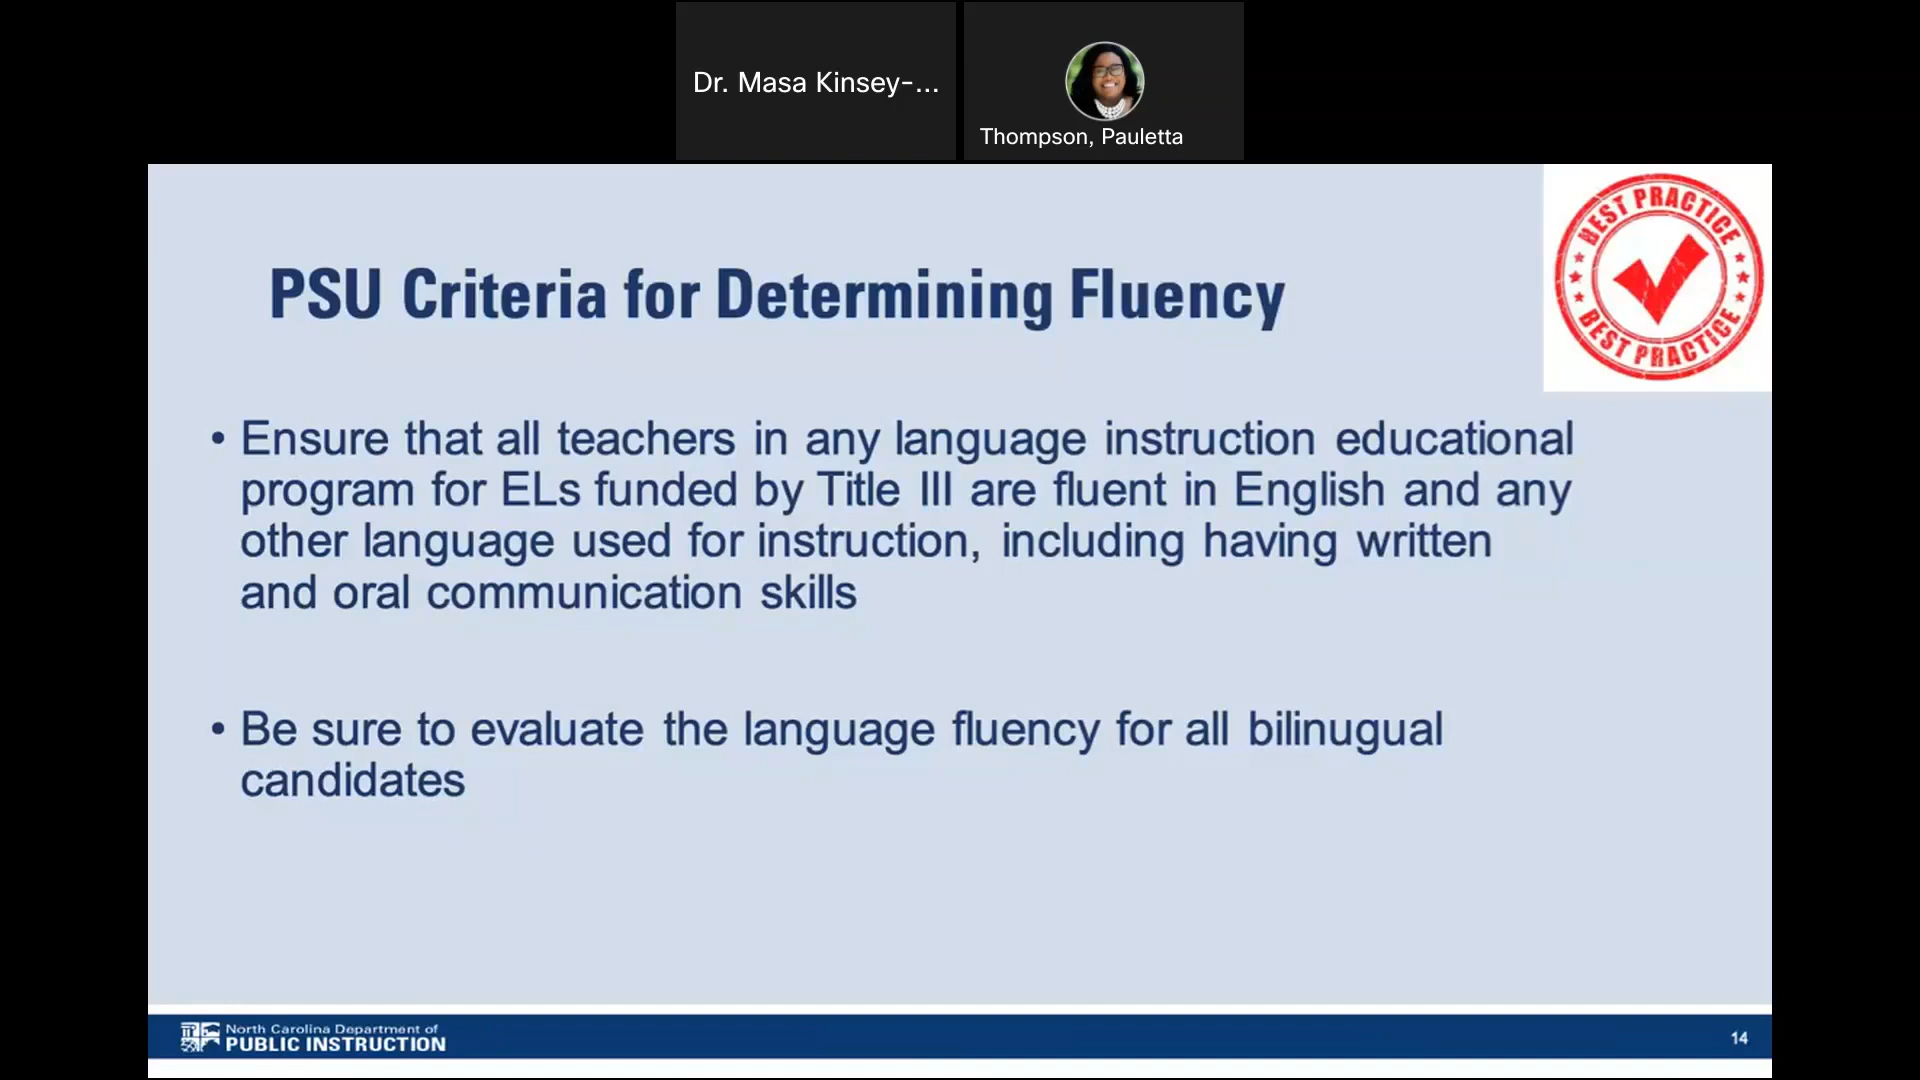 Dr. Masa Kinsey-...
Thompson, Pauletta
BEST PRACTICE
BEST PRACTICE
PSU Criteria for Determining Fluency
• Ensure that all teachers in any language instruction educational
program for ELs funded by Title III are fluent in English and any
other language used for instruction, including having written
and oral communication skills
• Be sure to evaluate the language fluency for all bilinugual
candidates
North Carolina Department of
PUBLIC INSTRUCTION
14